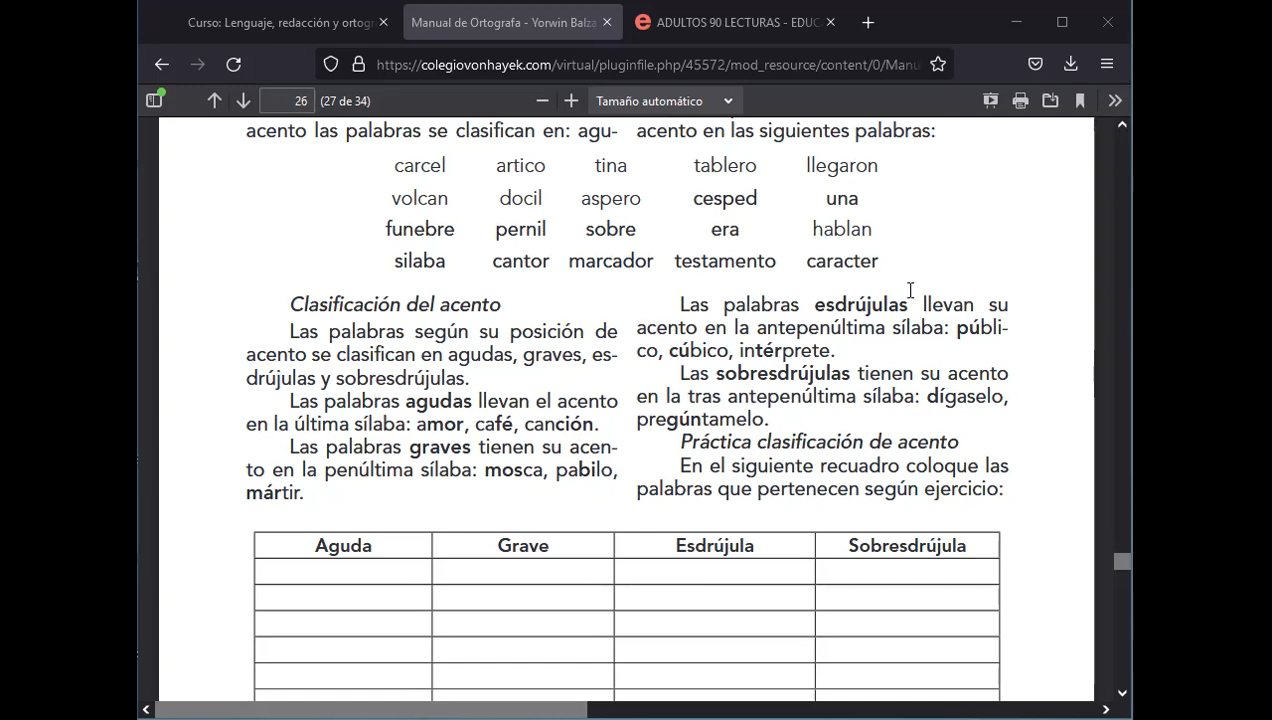 Curso: Lenguaje, redacción y ortogr
Manual de Ortografa - Yorwin Balza
ADULTOS 90 LECTURAS - EDUC
https://colegiovonhayek.com/virtual/pluginfile.php/45572/mod_resource/content/0/Manu
26 (27 de 34)
Tamaño automático
acento las palabras se clasifican en: agu-
acento en las siguientes palabras:
carcel artico tina tablero llegaron
volcan docil aspero cesped una
funebre pernil sobre era hablan
silaba cantor marcador testamento caracter
Clasificación del acento
Las palabras según su posición de
acento se clasifican en agudas, graves, es-
drújulas y sobresdrújulas.
Las palabras agudas llevan el acento
en la última sílaba: amor, café, canción.
Las palabras graves tienen su acen-
to en la penúltima sílaba: mosca, pabilo,
mártir.
Las palabras esdrújulas llevan su
acento en la antepenúltima sílaba: públi-
co, cúbico, intérprete.
Las sobresdrújulas tienen su acento
en la tras antepenúltima sílaba: dígaselo,
pregúntamelo.
Práctica clasificación de acento
En el siguiente recuadro coloque las
palabras que pertenecen según ejercicio:
Aguda Grave Esdrújula Sobresdrújula